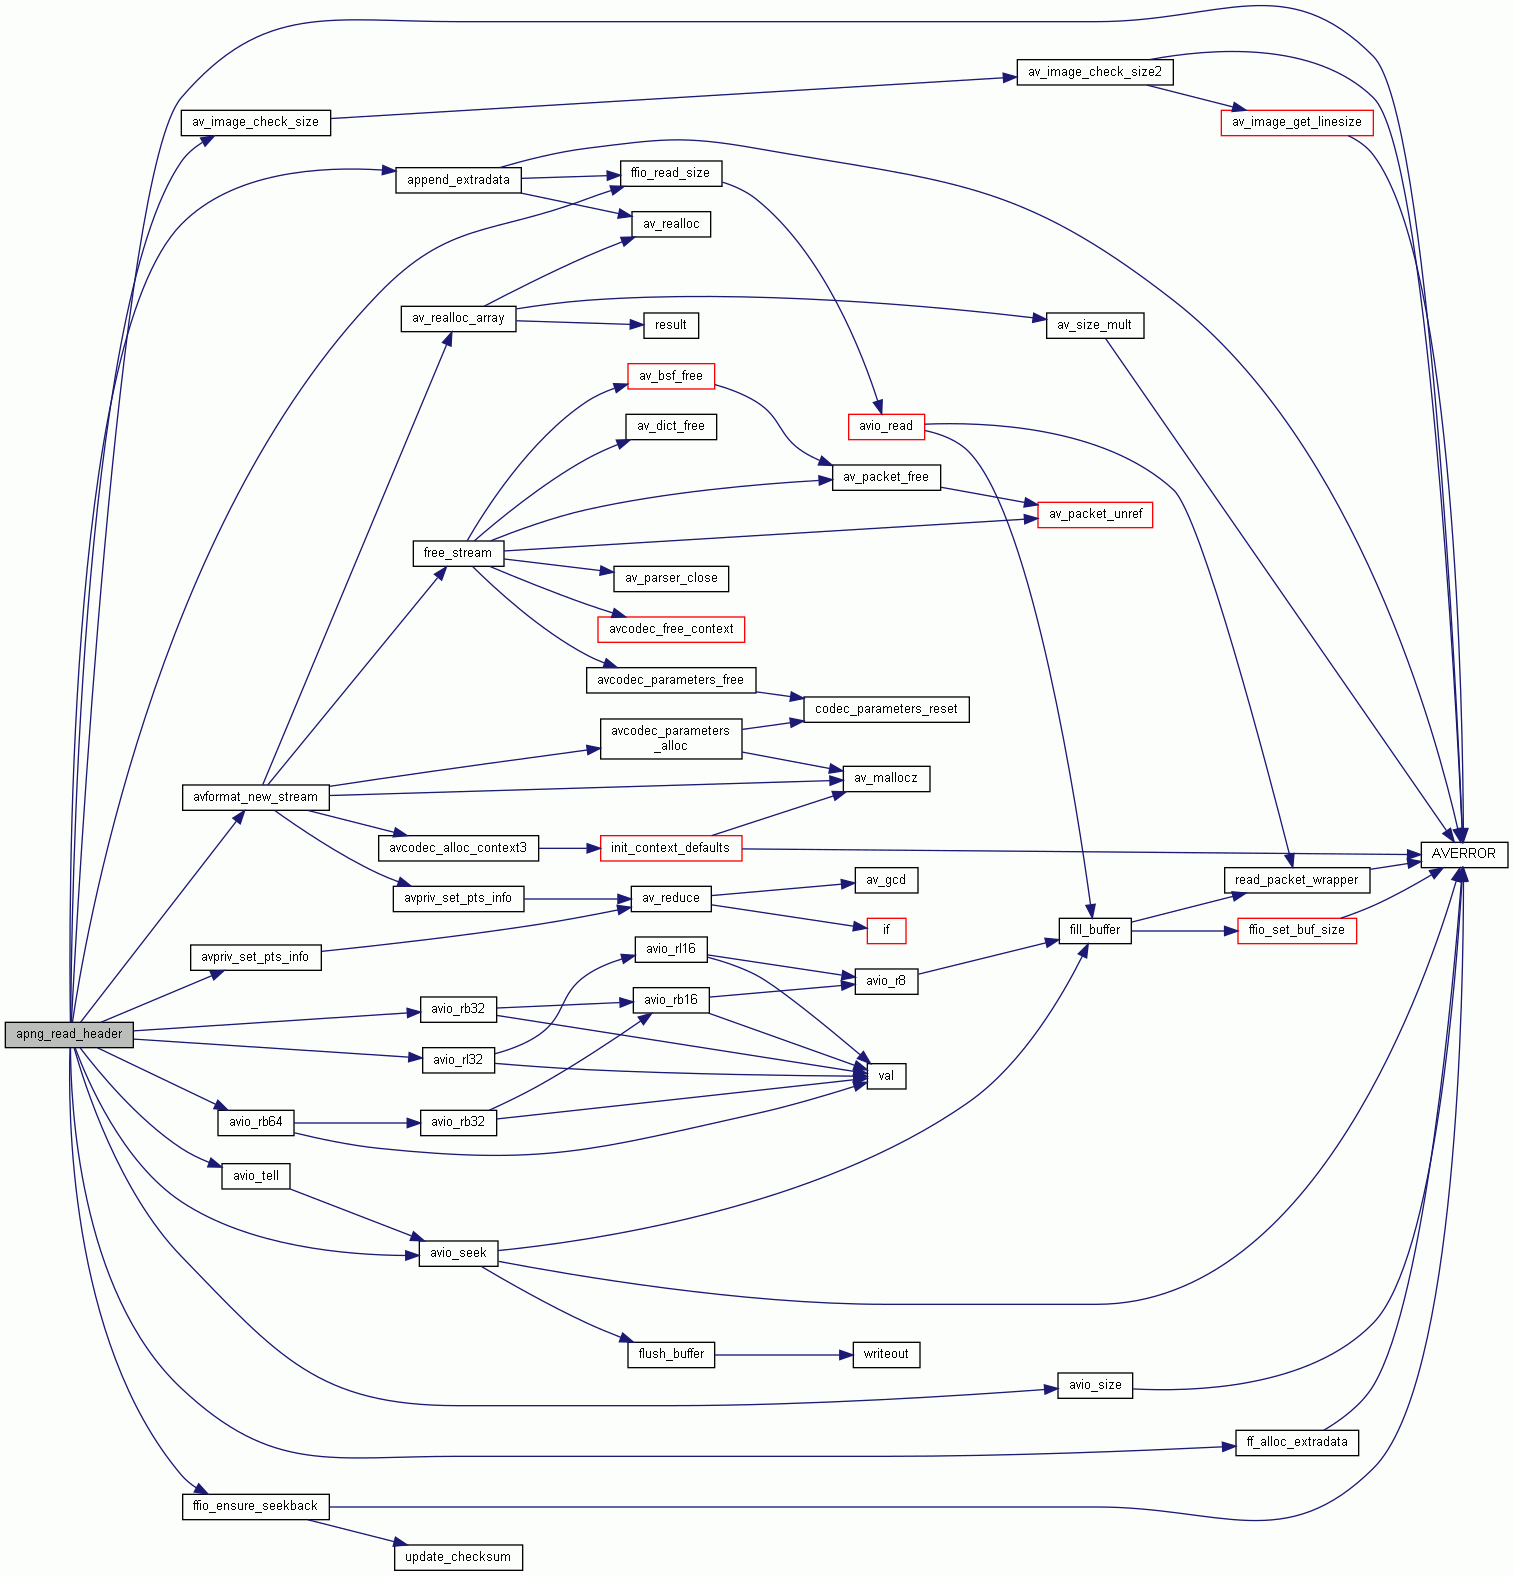 av_image_check_size2
av_image_check_size
av_image_get_linesize
append_extradata
ffio_read_size
av_realloc
av_realloc_array
result
av_size_mult
av_bsf_free
av_dict_free
avio_read
av_packet_free
av_packet_unref
free_stream
av_parser_close
avcodec_free_context
avcodec_parameters_free
codec_parameters_reset
avcodec_parameters
_alloc
av_mallocz
avformat_new_stream
avcodec_alloc_context3
init_context_defaults
AVERROR
av_gcd
read_packet_wrapper
avpriv_set_pts_info
av_reduce
if
fill_buffer
ffio_set_buf_size
avpriv_set_pts_info
avio_rl16
avio_r8
avio_rb16
avio_rb32
apng_read_header
avio_rl32
val
avio_rb64
avio_rb32
avio_tell
avio_seek
flush_buffer
writeout
avio_size
ff_alloc_extradata
ffio_ensure_seekback
update_checksum